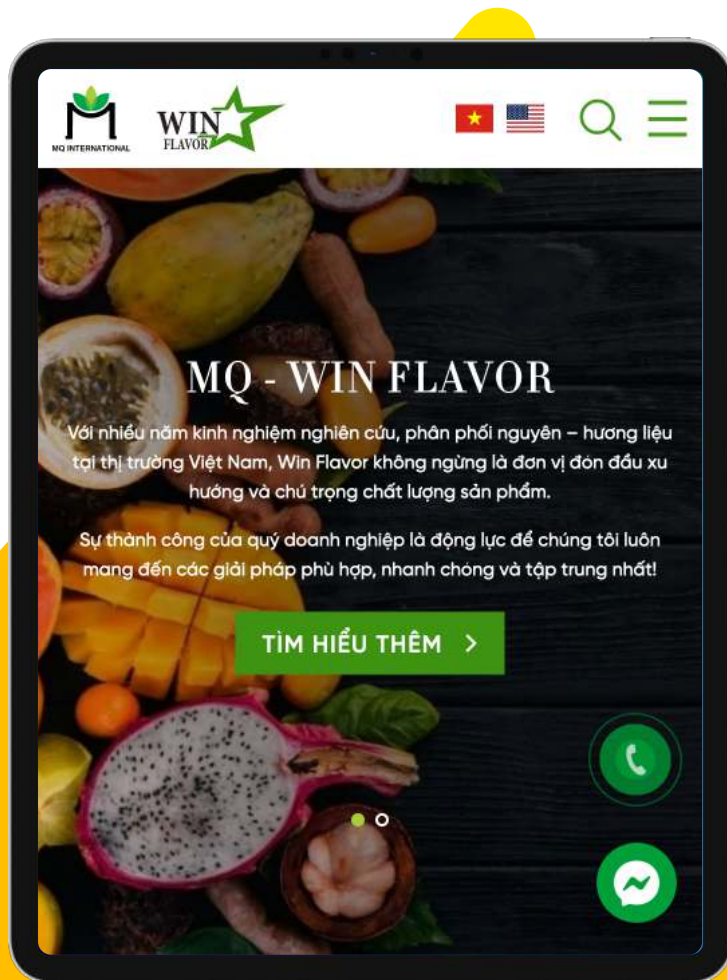 MQ INTERNATIONAL
WIN
FLAVOR
MQ - WIN FLAVOR
Với nhiều năm kinh nghiệm nghiên cứu, phân phối nguyên – hương liệu
tại thị trường Việt Nam, Win Flavor không ngừng là đơn vị đón đầu xu
hướng và chú trọng chất lượng sản phẩm.
Sự thành công của quý doanh nghiệp là động lực để chúng tôi luôn
mang đến các giải pháp phù hợp, nhanh chóng và tập trung nhất!
TÌM HIỂU THÊM >